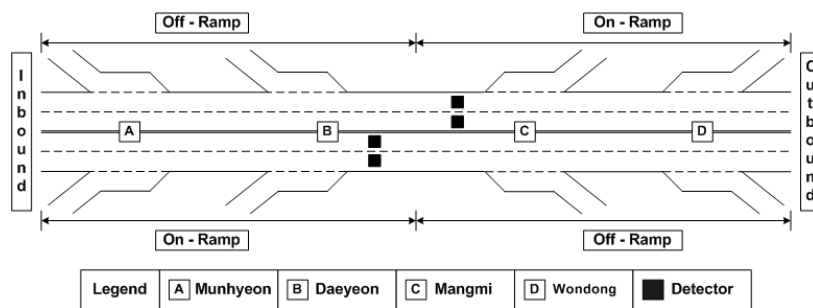 Off - Ramp
On - Ramp
Inbound
Outbound
A
B
C
D
On - Ramp
Off - Ramp
Legend
A Munhyeon
B Daeyeon
C Mangmi
D Wondong
Detector